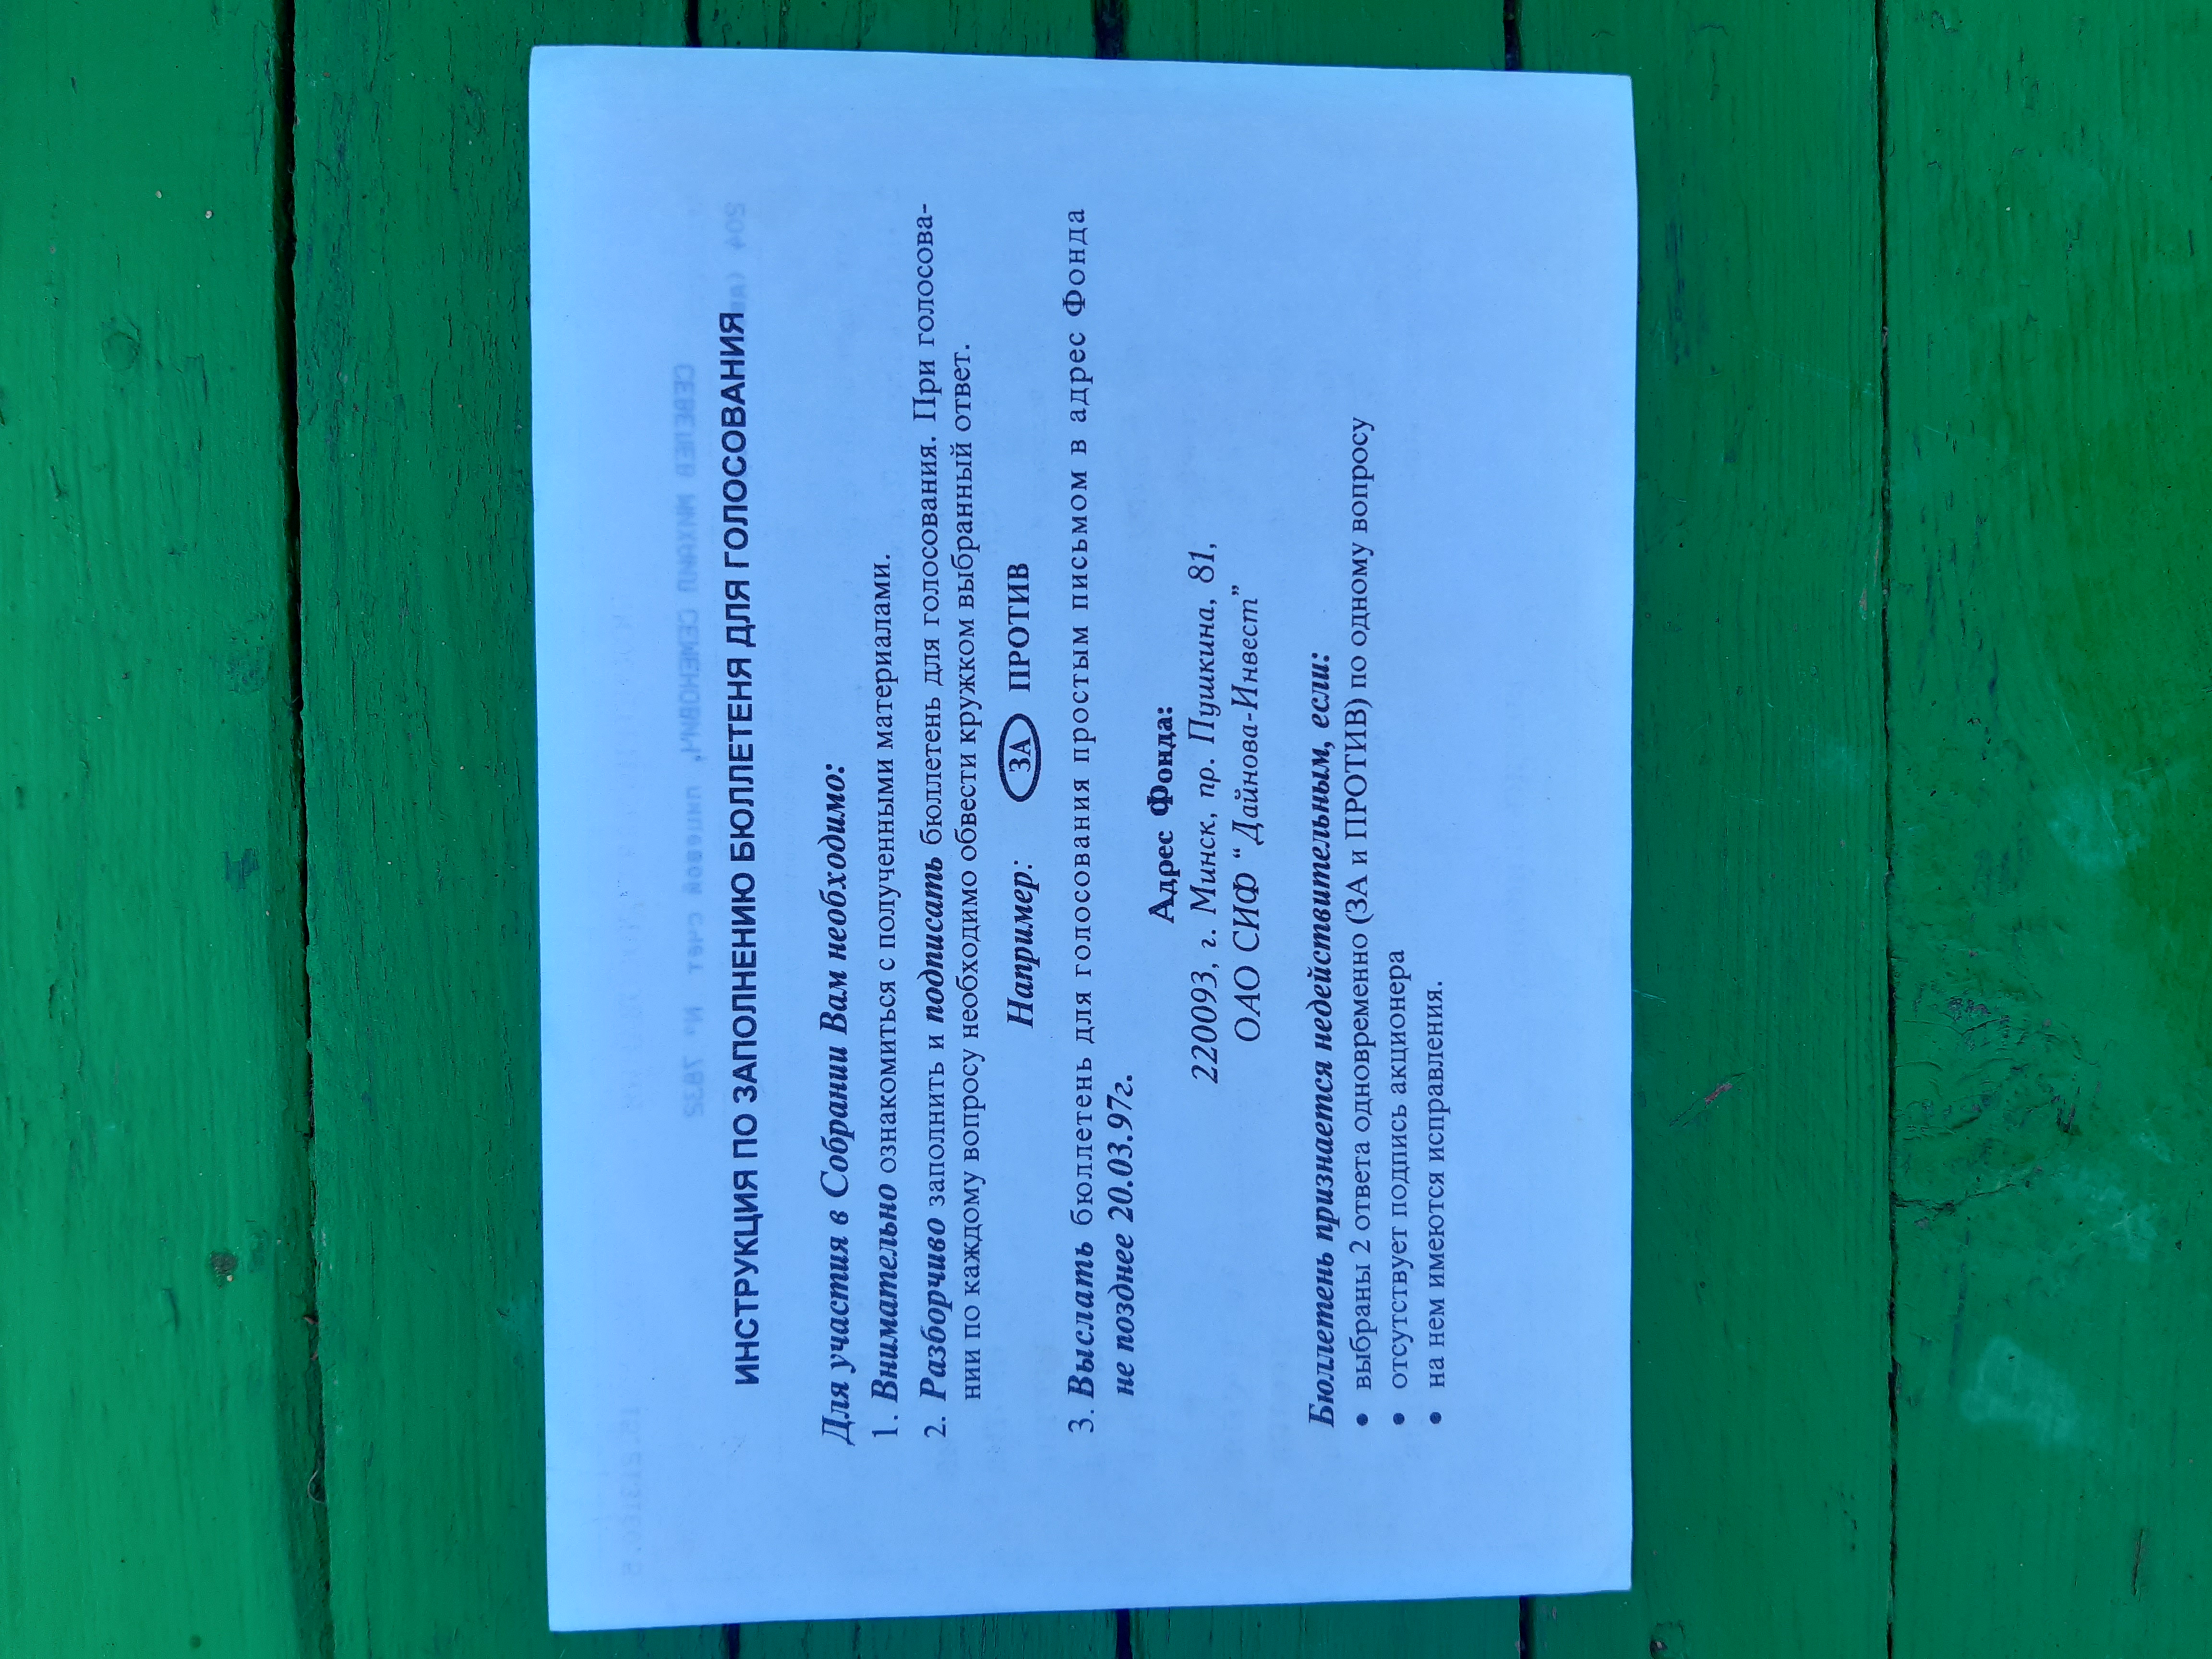 ИНСТРУКЦИЯ ПО ЗАПОЛНЕНИЮ БЮЛЛЕТЕНЯ ДЛЯ ГОЛОСОВАНИЯ
Для участия в Собрании Вам необходимо:
1. Внимательно ознакомиться с полученными материалами.
2. Разборчиво заполнить и подписать бюллетень для голосования. При голосова-
нии по каждому вопросу необходимо обвести кружком выбранный ответ.
Например: ЗА ПРОТИВ
3. Выслать бюллетень для голосования простым письмом в адрес Фонда
не позднее 20.03.97г.
Адрес Фонда:
220093, г. Минск, пр. Пушкина, 81,
ОАО СИФ “Дайнова-Инвест”
Бюллетень признается недействительным, если:
• выбраны 2 ответа одновременно (ЗА и ПРОТИВ) по одному вопросу
• отсутствует подпись акционера
• на нем имеются исправления.